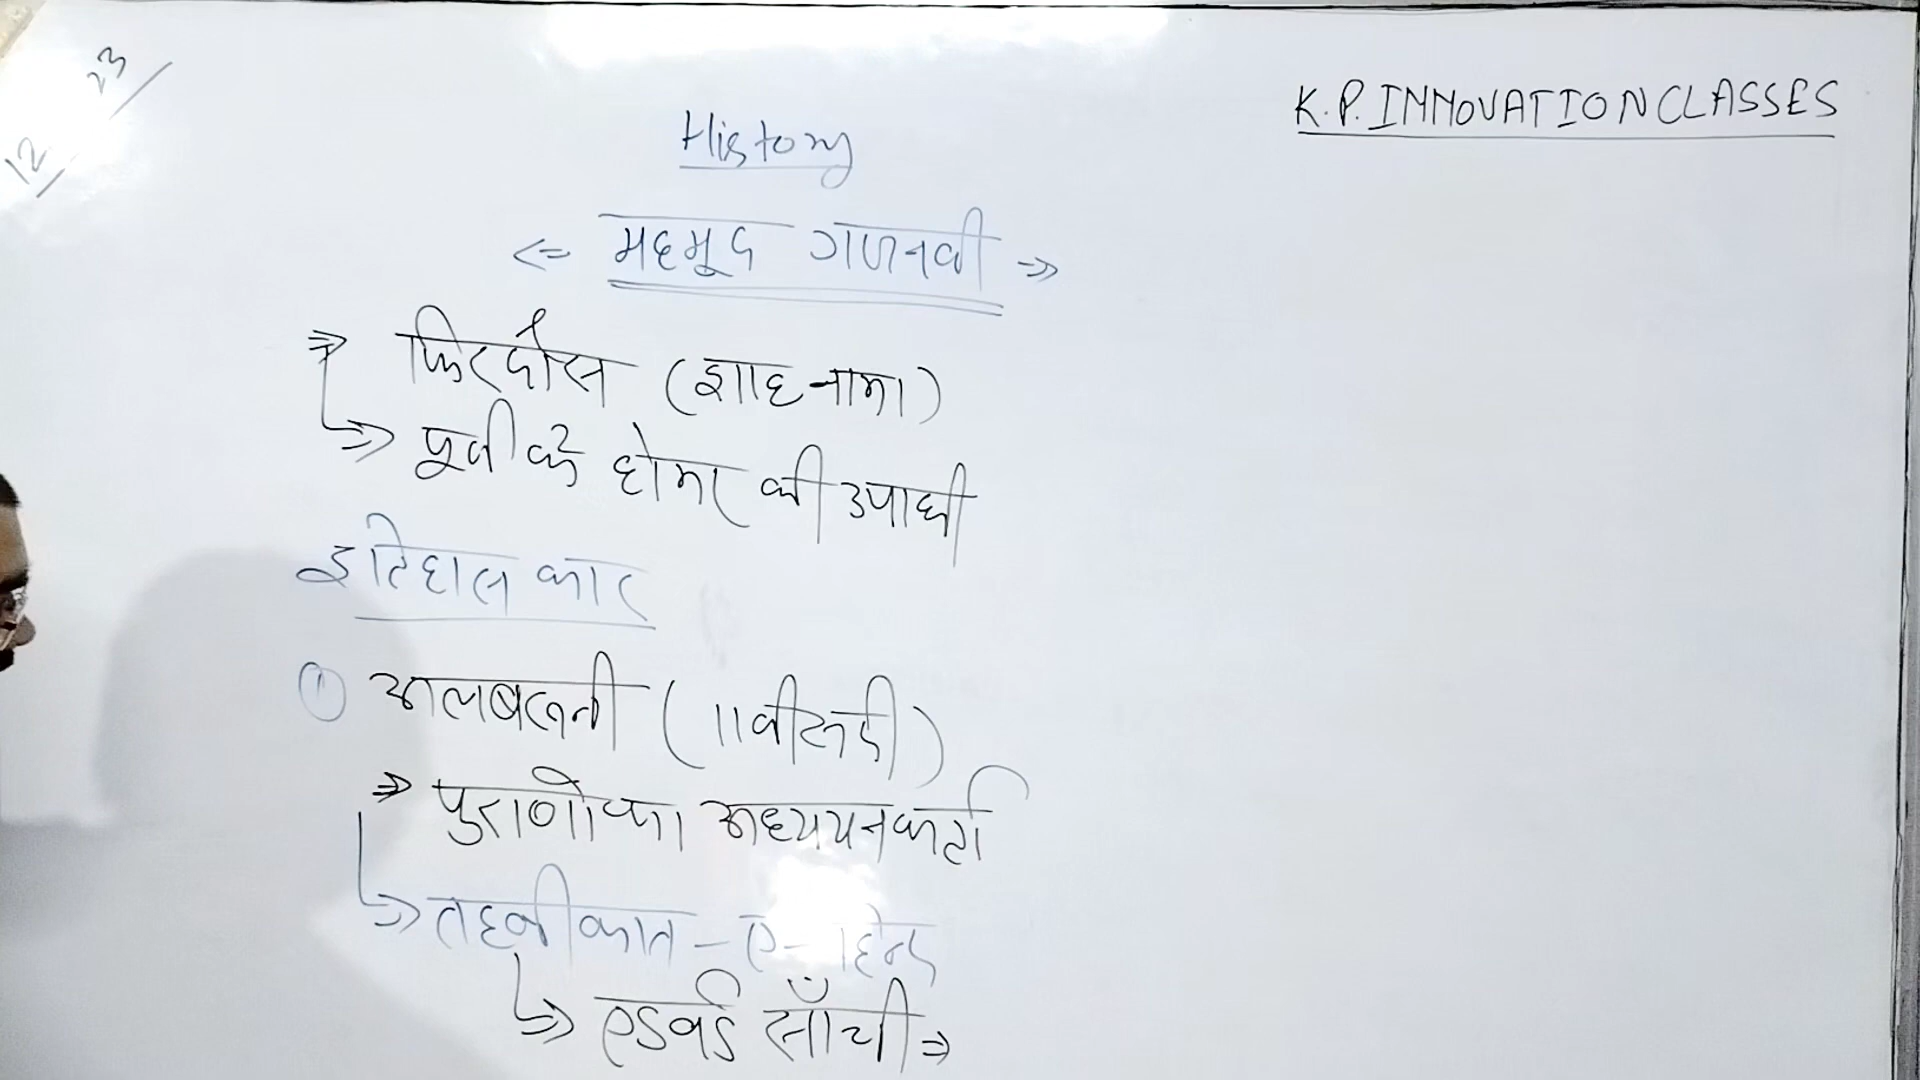 12 23
K.P. INNOVATION CLASSES
History
महमूद गजनवी
फिरदौस (शाहनामा)
पूर्वी के होमर की उपाधी
इतिहास कार
① अलबरूनी (11वी सदी)
पुराणो का अध्ययनकर्ता
तहकीकात-ए-हिन्द
एडवर्ड साँची